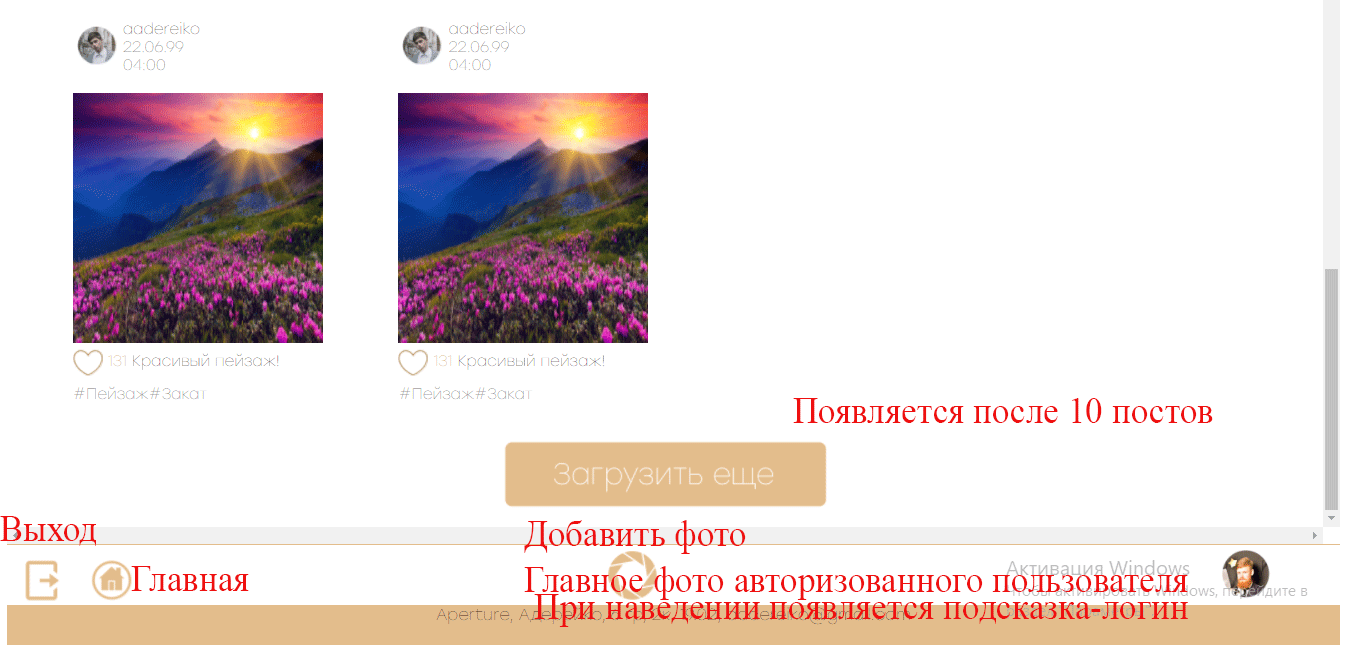 aadereiko
22.06.99
04:00
aadereiko
22.06.99
04:00
131 Красивый пейзаж!
#Пейзаж#Закат
131 Красивый пейзаж!
#Пейзаж#Закат
Появляется после 10 постов
Загрузить еще
Выход
Добавить фото
Главная
Активация Windows
Главное фото авторизованного пользователя
Чтобы активировать Windows, перейдите в
При наведении появляется подсказка-логин
Aperture, Адерейко,